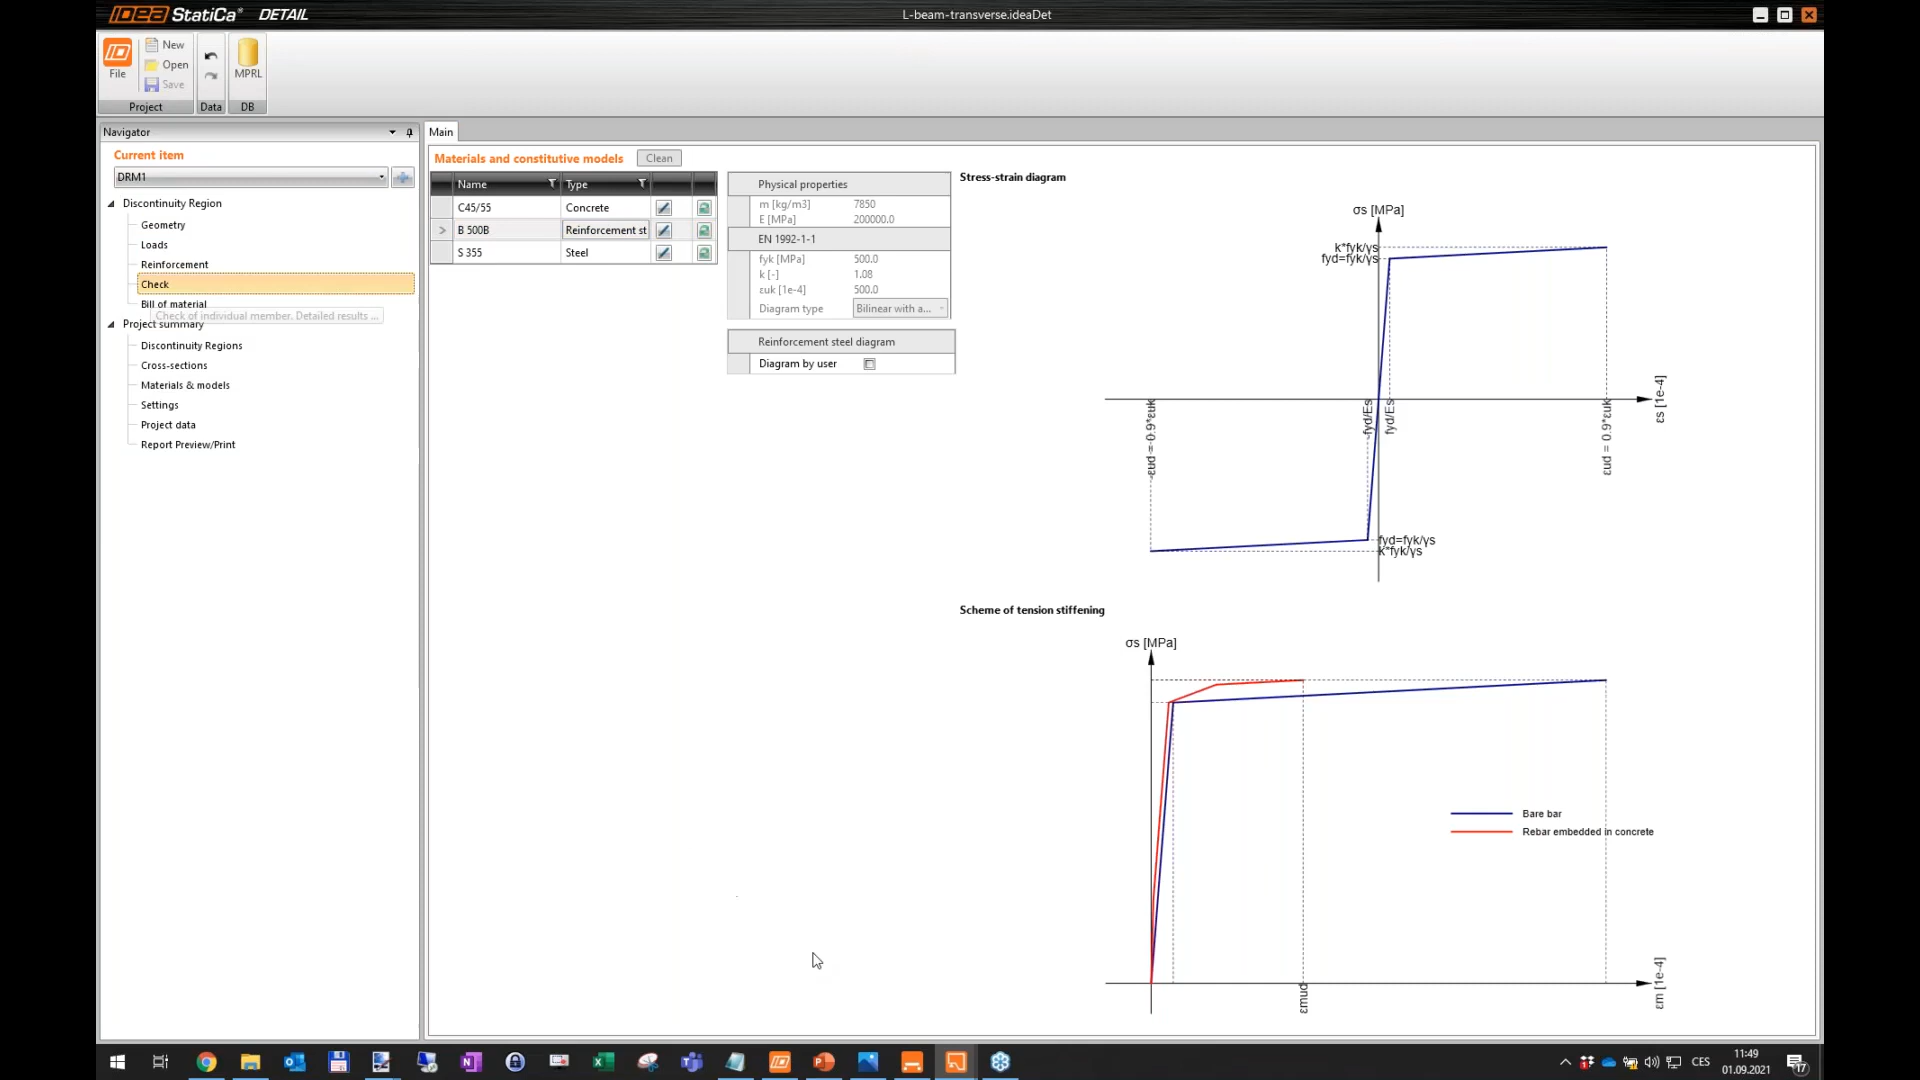 IDEA StatiCa® DETAIL
L-beam-transverse.ideaDet
File
New
Open
Save
MPRL
Project
Data
DB
Navigator
Current item
DRM1
Discontinuity Region
Geometry
Loads
Reinforcement
Check
Bill of material
Check of individual member. Detailed results ...
Project summary
Discontinuity Regions
Cross-sections
Materials & models
Settings
Project data
Report Preview/Print
Main
Materials and constitutive models
Clean
Name Type
C45/55 Concrete
> B 500B Reinforcement st
S 355 Steel
Physical properties
m [kg/m3] 7850
E [MPa] 200000.0
EN 1992-1-1
fyk [MPa] 500.0
k [-] 1.08
εuk [1e-4] 500.0
Diagram type Bilinear with a...
Reinforcement steel diagram
Diagram by user
Stress-strain diagram
σs [MPa]
k*fyk/γs
fyd=fyk/γs
εs [1e-4]
-εud =-0.9*εuk
-fyd/Es
fyd/Es
εud = 0.9*εuk
fyd=fyk/γs
k*fyk/γs
Scheme of tension stiffening
σs [MPa]
Bare bar
Rebar embedded in concrete
εmud
εm [1e-4]
CES
11:49
01.09.2021
17